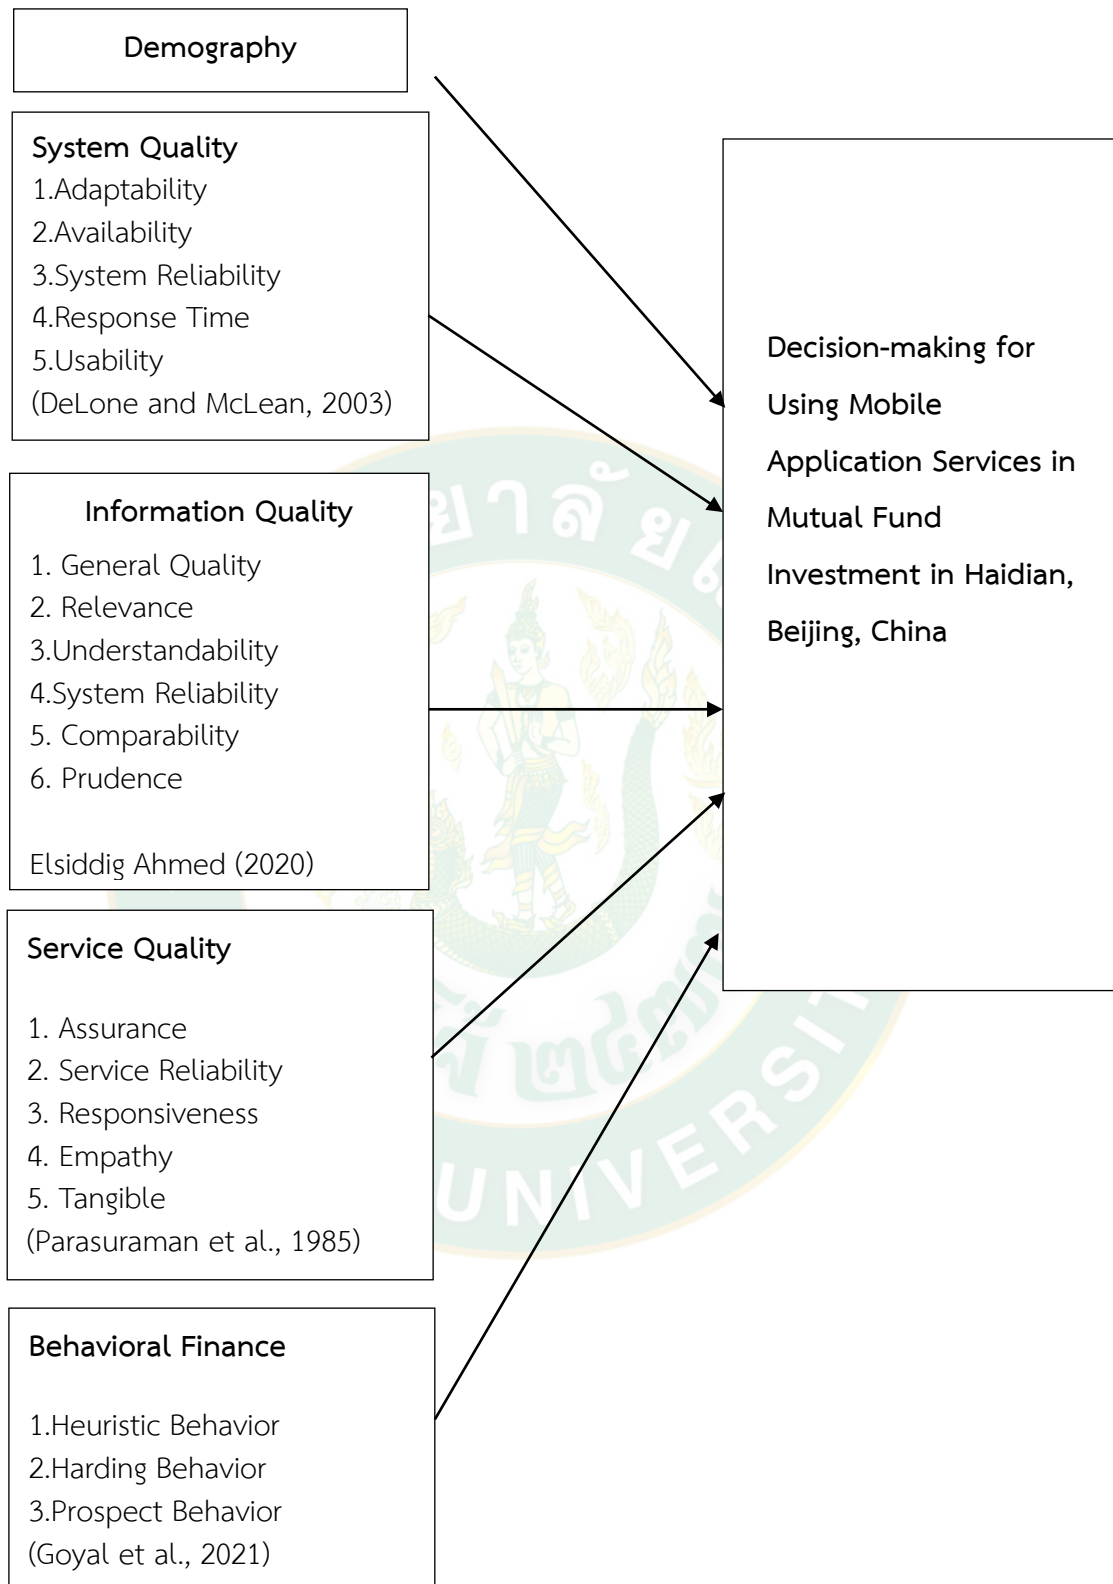 Demography
System Quality
1.Adaptability
2.Availability
3.System Reliability
4.Response Time
5.Usability
(DeLone and McLean, 2003)
Information Quality
1. General Quality
2. Relevance
3.Understandability
4.System Reliability
5. Comparability
6. Prudence
Elsiddig Ahmed (2020)
Service Quality
1. Assurance
2. Service Reliability
3. Responsiveness
4. Empathy
5. Tangible
(Parasuraman et al., 1985)
Behavioral Finance
1.Heuristic Behavior
2.Harding Behavior
3.Prospect Behavior
(Goyal et al., 2021)
Decision-making for
Using Mobile
Application Services in
Mutual Fund
Investment in Haidian,
Beijing, China